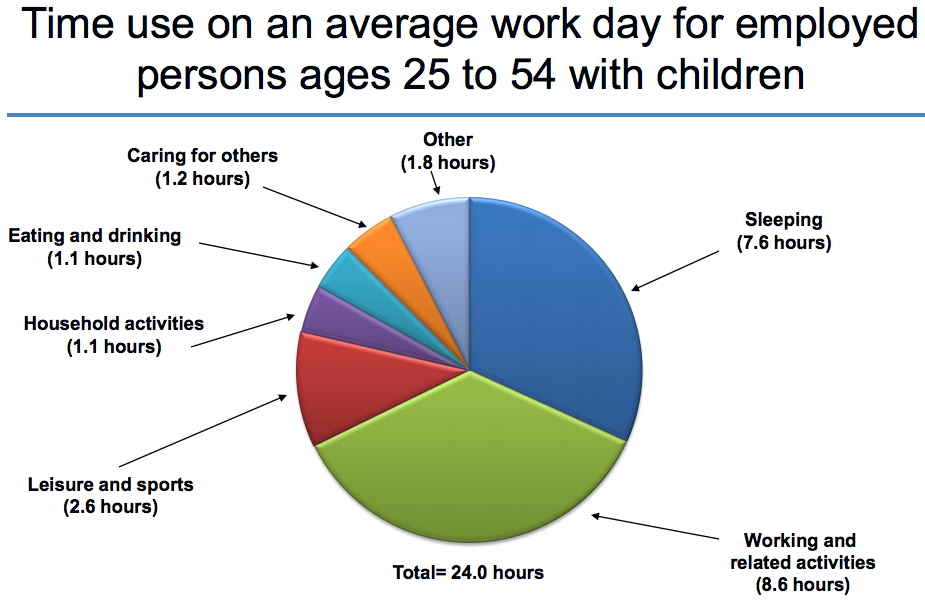 Time use on an average work day for employed
persons ages 25 to 54 with children
Other
(1.8 hours)
Caring for others
(1.2 hours)
Sleeping
(7.6 hours)
Eating and drinking
(1.1 hours)
Household activities
(1.1 hours)
Leisure and sports
(2.6 hours)
Working and
related activities
(8.6 hours)
Total= 24.0 hours